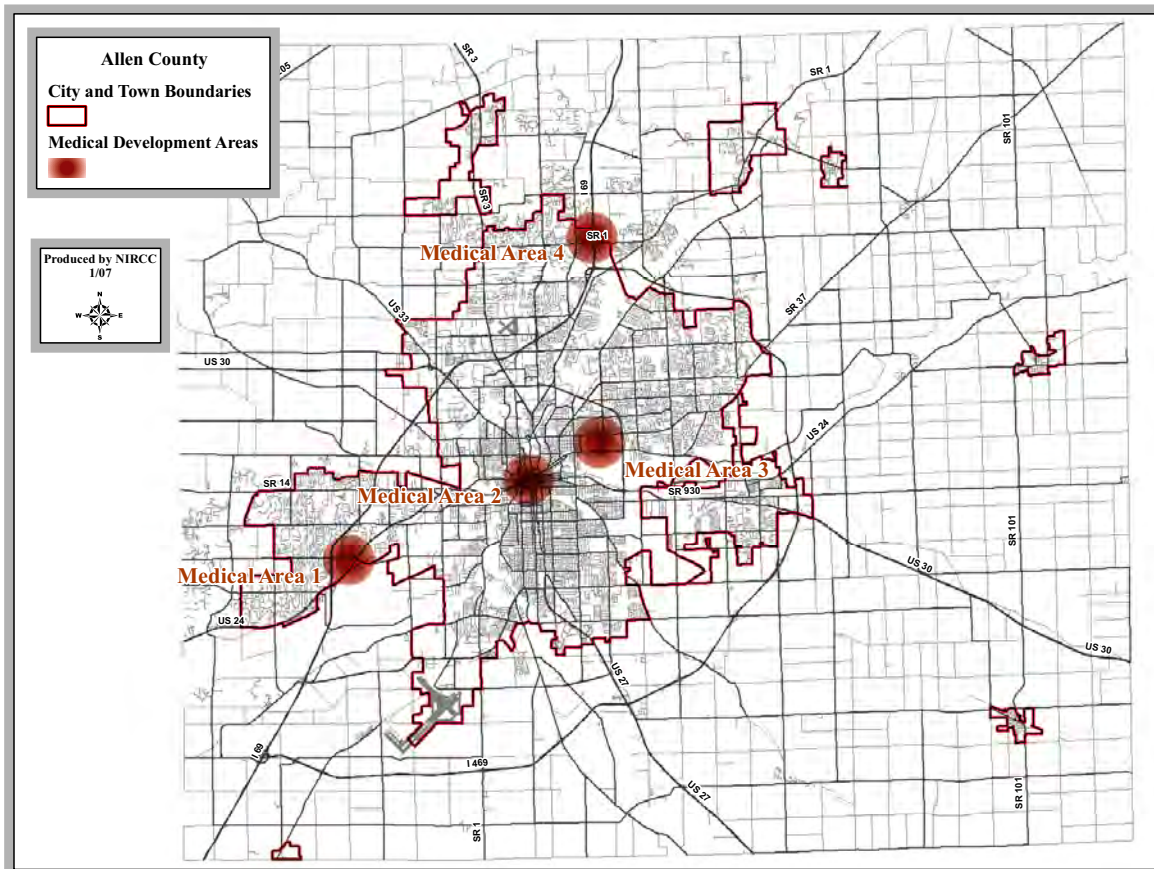 Allen County
City and Town Boundaries
Medical Development Areas
Produced by NIRCC
1/07
N
W
E
S
SR 3
SR 1
SR 101
I 69
SR 3
SR 1
Medical Area 4
US 33
SR 37
US 30
US 24
Medical Area 3
SR 14
Medical Area 2
SR 930
SR 101
Medical Area 1
US 24
US 30
US 30
US 27
I 69
I 469
US 27
SR 1
SR 101